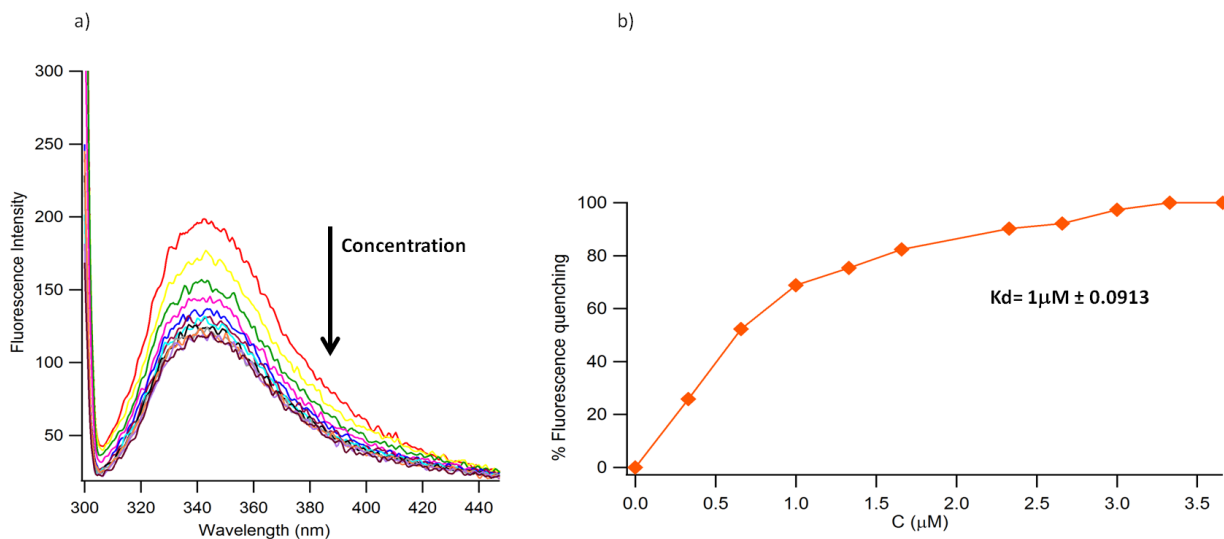 a)
300
250
200
150
100
50
Fluorescence Intensity
Concentration
300 320 340 360 380 400 420 440
Wavelength (nm)
b)
100
80
60
40
20
0
% Fluorescence quenching
Kd= 1μM ± 0.0913
0.0 0.5 1.0 1.5 2.0 2.5 3.0 3.5
C (μM)